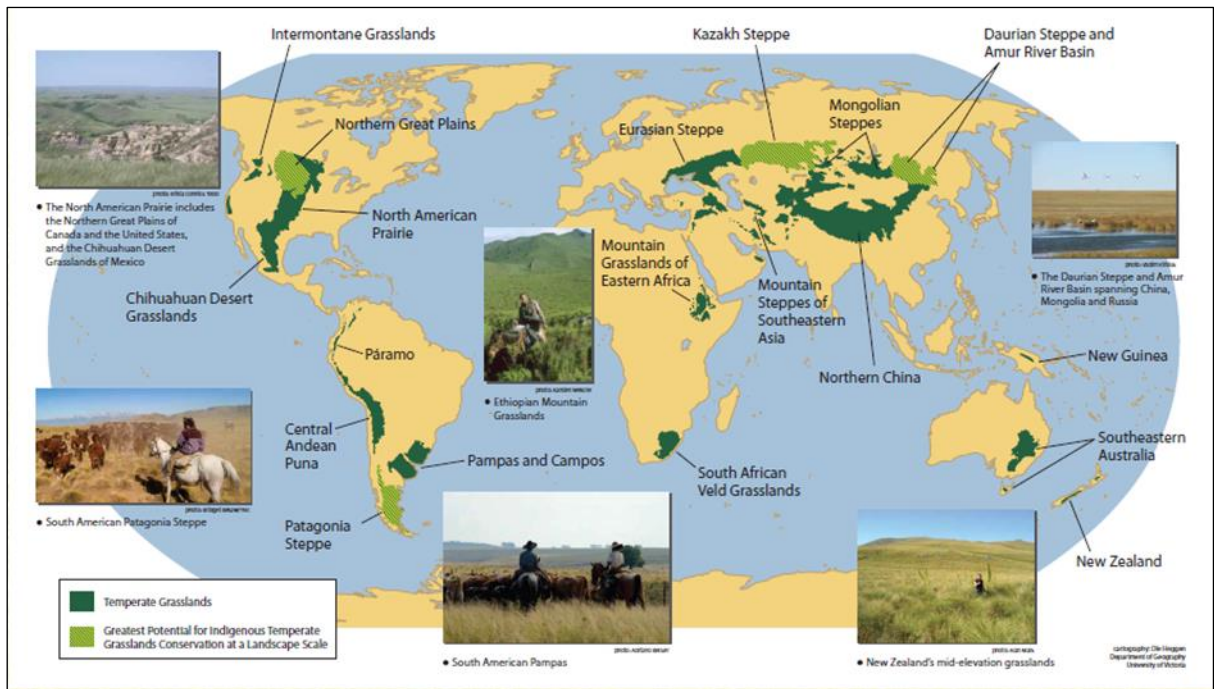 Intermontane Grasslands
Kazakh Steppe
Daurian Steppe and
Amur River Basin
Northern Great Plains
Eurasian Steppe
Mongolian
Steppes
• The North American Prairie includes
the Northern Great Plains of
Canada and the United States,
and the Chihuahuan Desert
Grasslands of Mexico
North American
Prairie
Mountain
Grasslands of
Eastern Africa
• The Daurian Steppe and Amur
River Basin spanning China,
Mongolia and Russia
Chihuahuan Desert
Grasslands
Mountain
Steppes of
Southeastern
Asia
Páramo
New Guinea
Northern China
• Ethiopian Mountain
Grasslands
Central
Andean
Puna
Pampas and Campos
South African
Veld Grasslands
Southeastern
Australia
• South American Patagonia Steppe
Patagonia
Steppe
New Zealand
Temperate Grasslands
Greatest Potential for Indigenous Temperate
Grasslands Conservation at a Landscape Scale
• South American Pampas
• New Zealand's mid-elevation grasslands
cartography: Ole Heggen
Department of Geography
University of Victoria